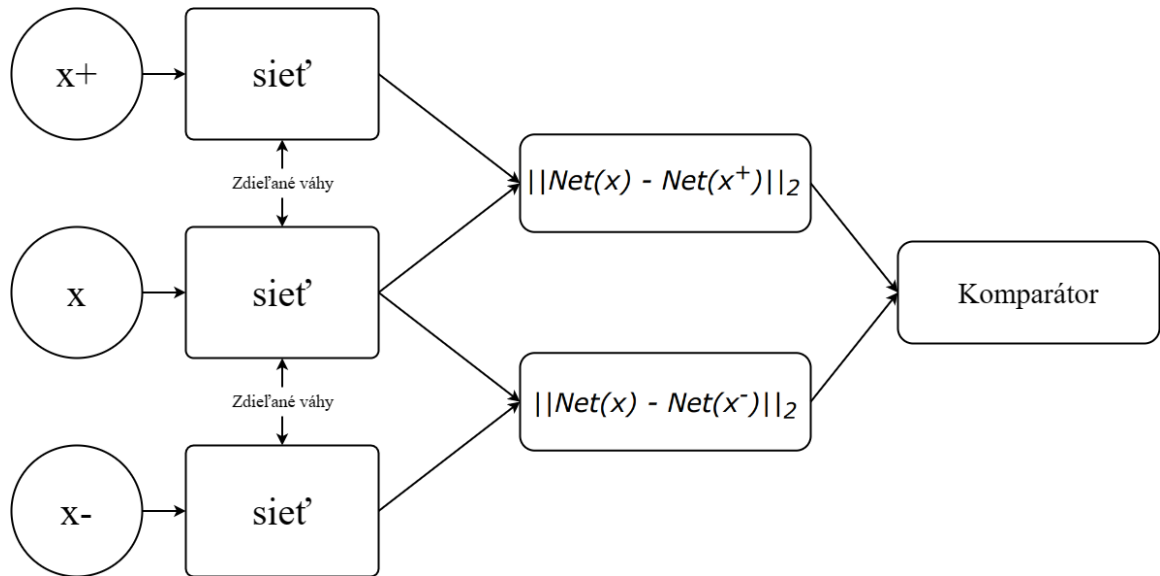 x+
sieť
Zdieľané váhy
||Net(x) - Net(x⁺)||₂
x
sieť
Komparátor
Zdieľané váhy
||Net(x) - Net(x⁻)||₂
x-
sieť